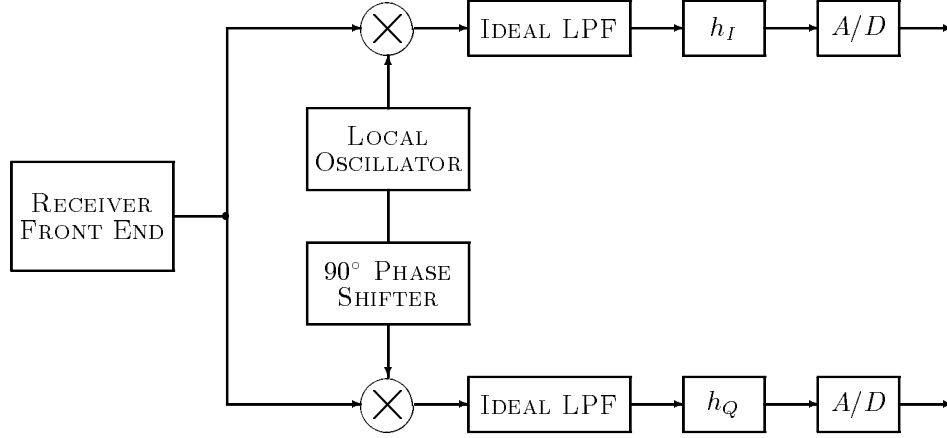 IDEAL LPF
h_I
A/D
LOCAL
OSCILLATOR
RECEIVER
FRONT END
90° PHASE
SHIFTER
IDEAL LPF
h_Q
A/D